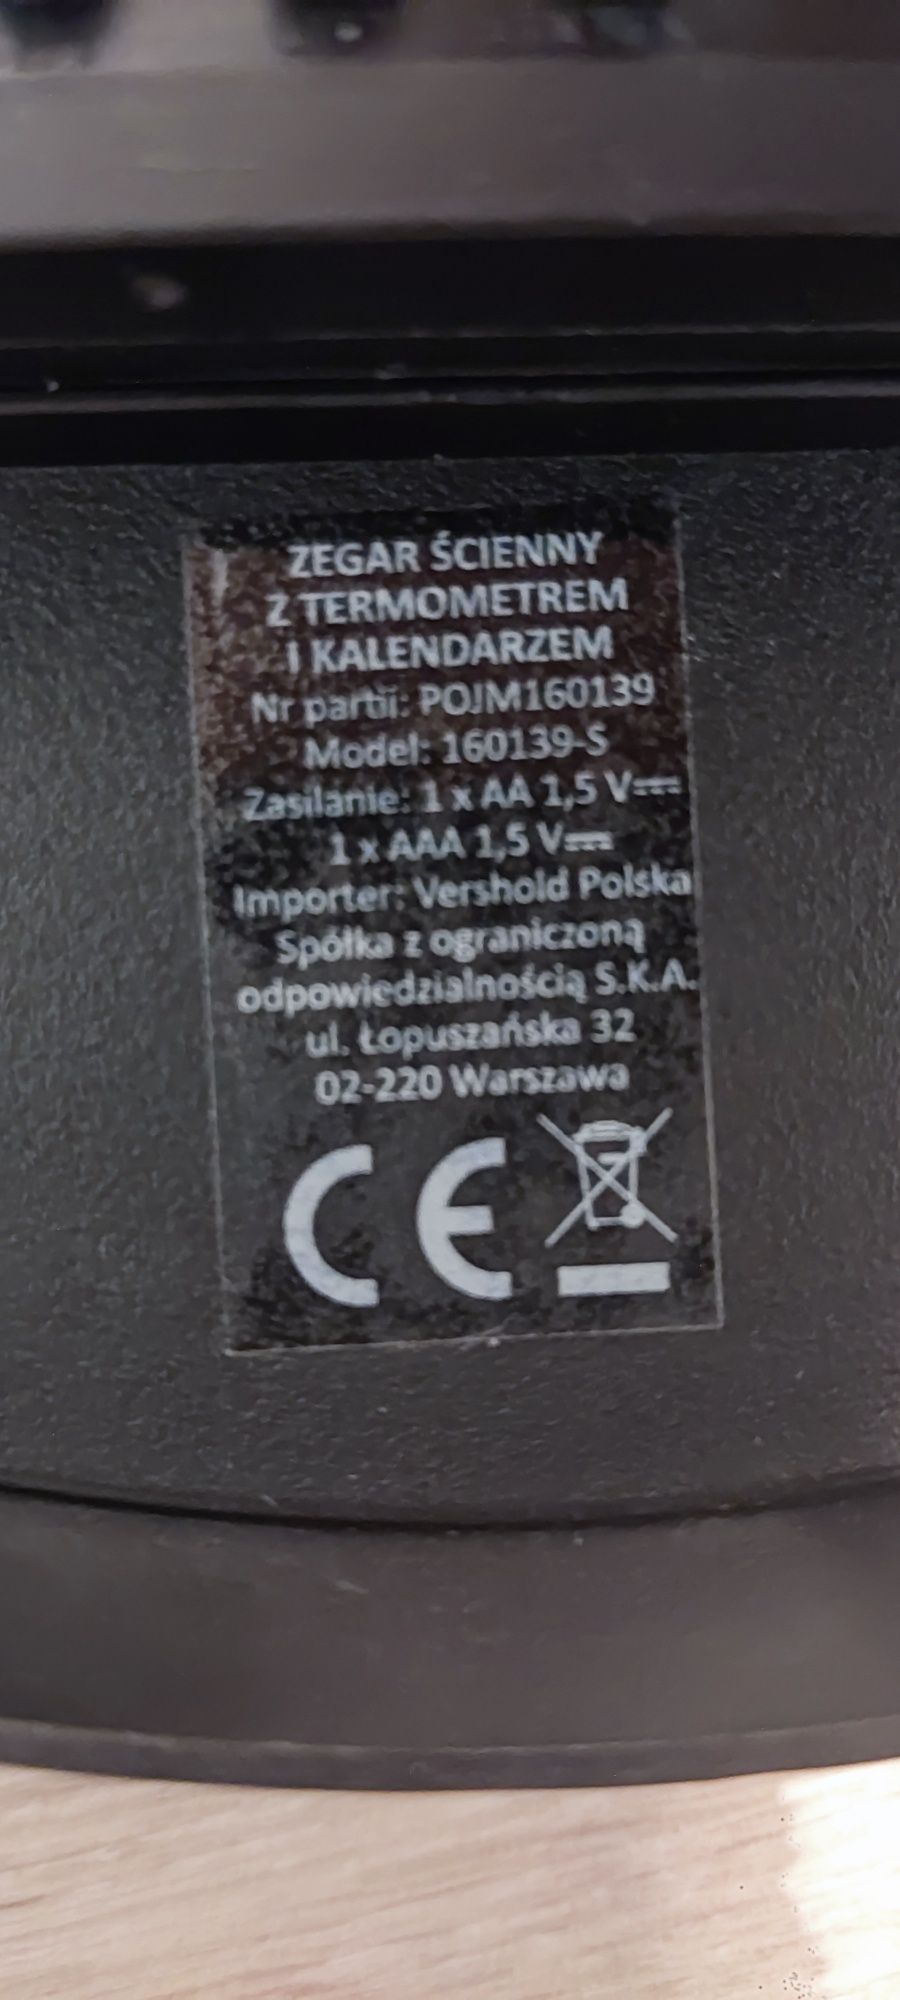 ZEGAR ŚCIENNY
Z TERMOMETREM
I KALENDARZEM
Nr partii: POJM160139
Model: 160139-S
Zasilanie: 1 x AA 1,5 V⎓
1 x AAA 1,5 V⎓
Importer: Vershold Polska
Spółka z ograniczoną
odpowiedzialnością S.K.A.
ul. Łopuszańska 32
02-220 Warszawa
CE